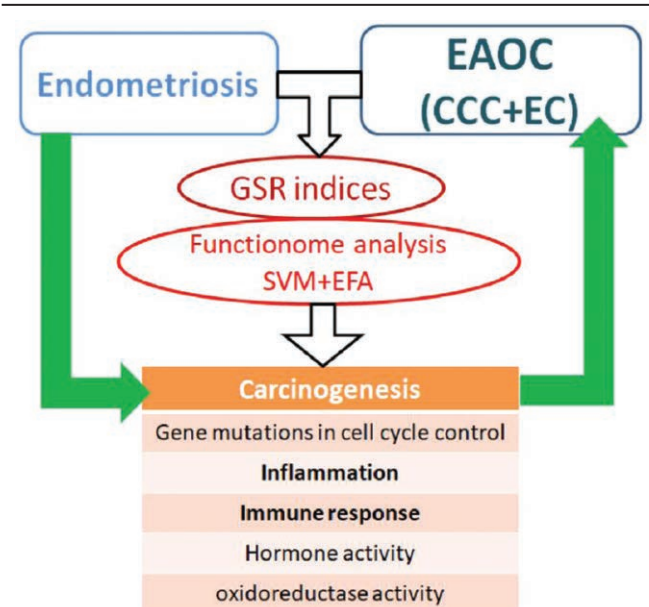 Endometriosis
EAOC
(CCC+EC)
GSR indices
Functionome analysis
SVM+EFA
Carcinogenesis
Gene mutations in cell cycle control
Inflammation
Immune response
Hormone activity
oxidoreductase activity